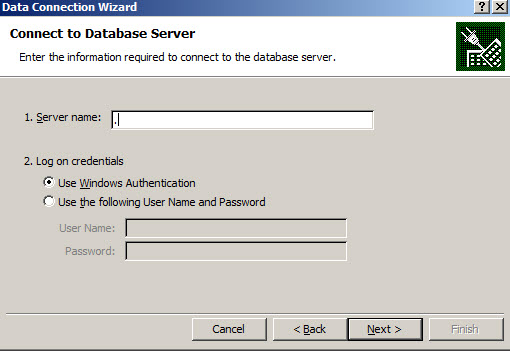 Data Connection Wizard
Connect to Database Server
Enter the information required to connect to the database server.
1. Server name: .
2. Log on credentials
Use Windows Authentication
Use the following User Name and Password
User Name:
Password:
Cancel < Back Next > Finish